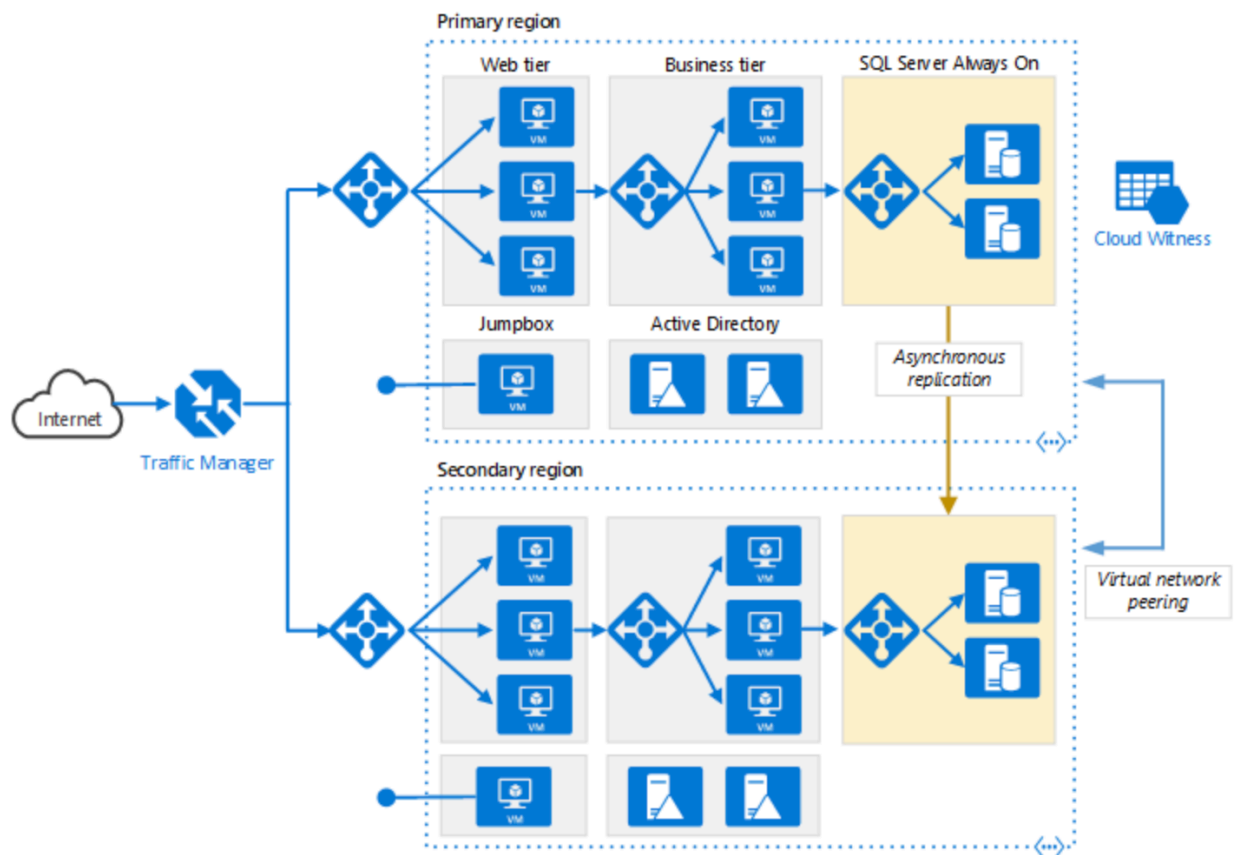 Primary region
Web tier
Business tier
SQL Server Always On
VM
VM
VM
VM
VM
VM
Cloud Witness
Jumpbox
Active Directory
VM
Asynchronous
replication
Internet
Traffic Manager
Secondary region
VM
VM
VM
VM
VM
VM
Virtual network
peering
VM